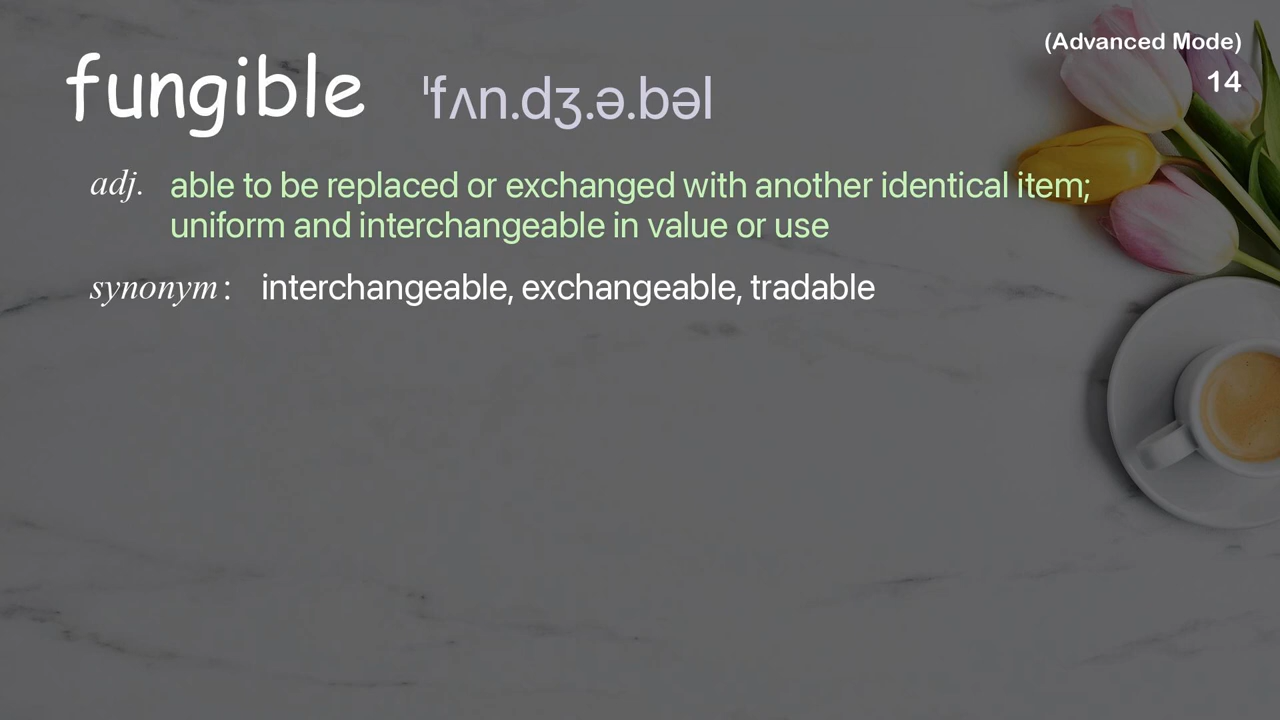 (Advanced Mode)
14
fungible ˈfʌn.dʒ.ə.bəl
adj. able to be replaced or exchanged with another identical item;
uniform and interchangeable in value or use
synonym: interchangeable, exchangeable, tradable